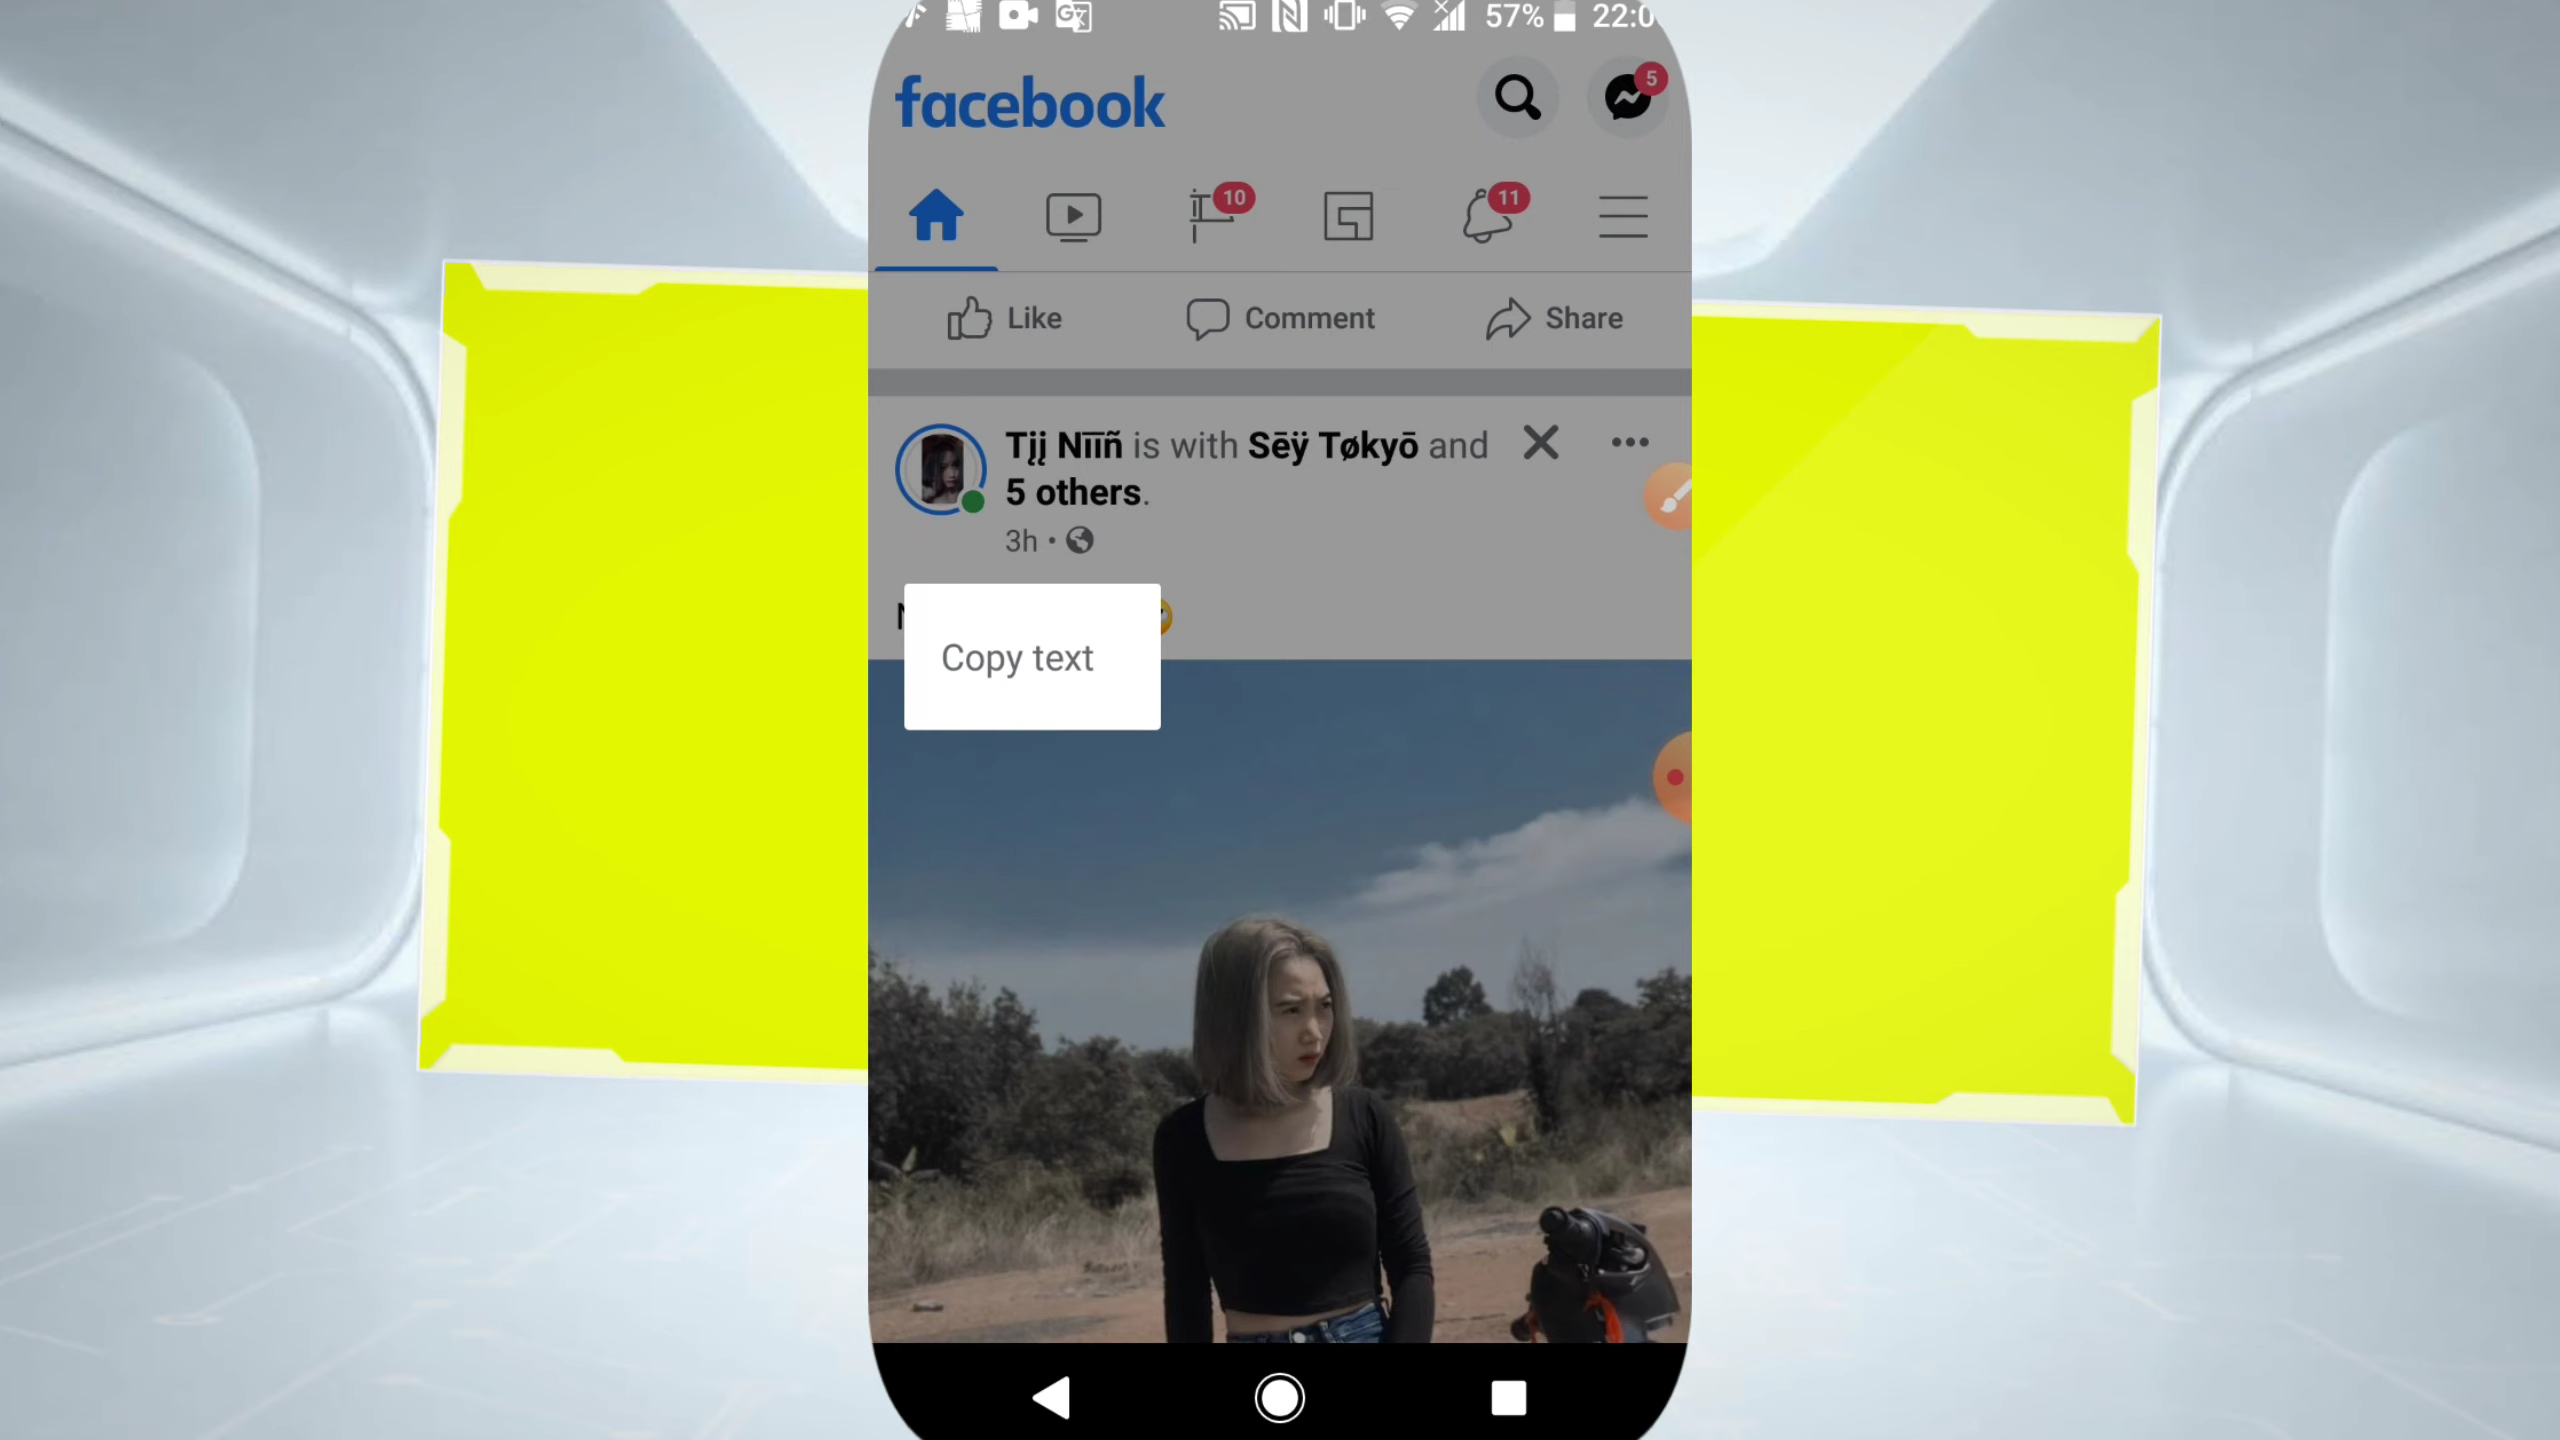 57% 22:0
facebook
5
10
11
Like Comment Share
Tįį Nīīñ is with Sēÿ Tøkyō and
5 others.
3h •
Copy text